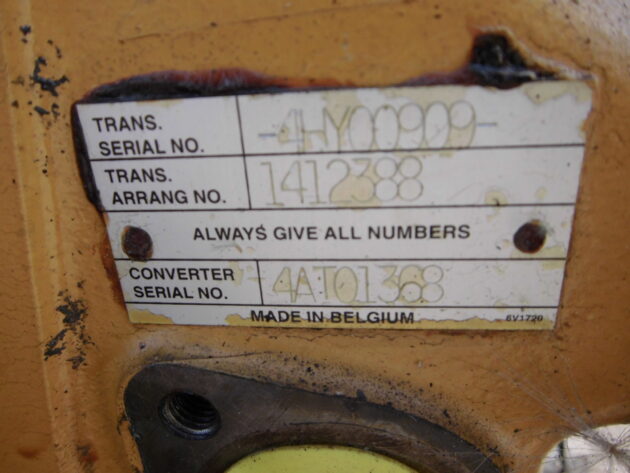 TRANS.
SERIAL NO. -4HY00909-
TRANS.
ARRANG NO. 1412388
ALWAYS GIVE ALL NUMBERS
CONVERTER
SERIAL NO. 4AT01368
MADE IN BELGIUM 6V1720